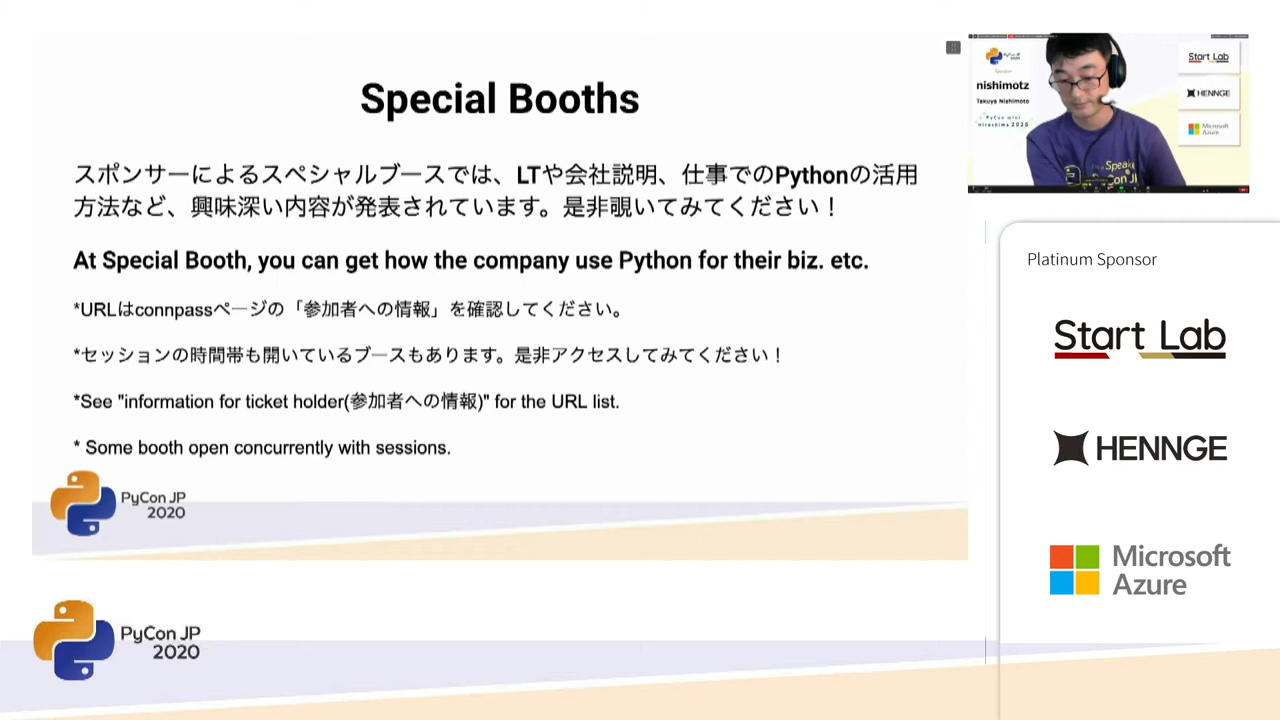 Special Booths
スポンサーによるスペシャルブースでは、LTや会社説明、仕事でのPythonの活用
方法など、興味深い内容が発表されています。是非覗いてみてください！
At Special Booth, you can get how the company use Python for their biz. etc.
*URLはconnpassページの「参加者への情報」を確認してください。
*セッションの時間帯も開いているブースもあります。是非アクセスしてみてください！
*See "information for ticket holder(参加者への情報)" for the URL list.
* Some booth open concurrently with sessions.
PyCon JP
2020
Speaker
nishimotz
Takuya Nishimoto
PyCon mini
Hiroshima 2020
Start Lab
HENNGE
Microsoft
Azure
Platinum Sponsor
Start Lab
HENNGE
Microsoft
Azure
PyCon JP
2020